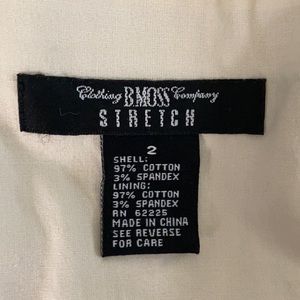 Clothing B.MOSS Company
STRETCH
2
SHELL:
97% COTTON
3% SPANDEX
LINING:
97% COTTON
3% SPANDEX
RN 62225
MADE IN CHINA
SEE REVERSE
FOR CARE